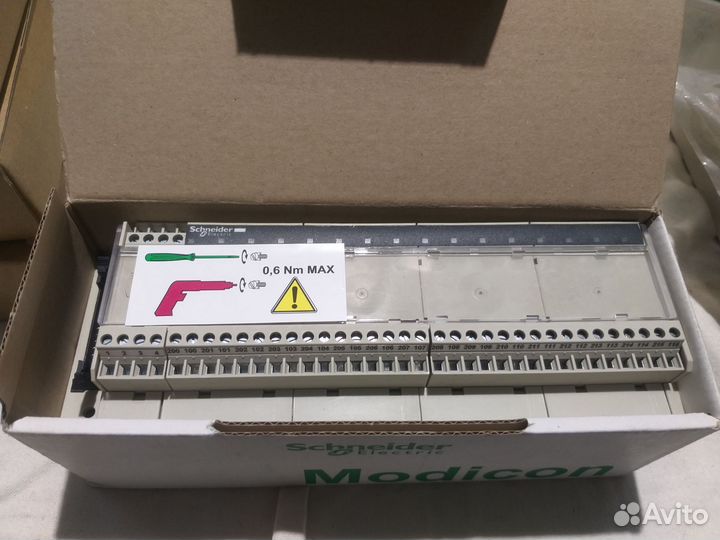 Schneider
Electric
0,6 Nm MAX
1 2 3 4 200 100 201 101 202 102 203 103 204 104 205 105 206 106 207 107
208 108 209 109 210 110 211 111 212 112 213 113 214 114 215 115
Schneider
Electric
Modicon
Avito